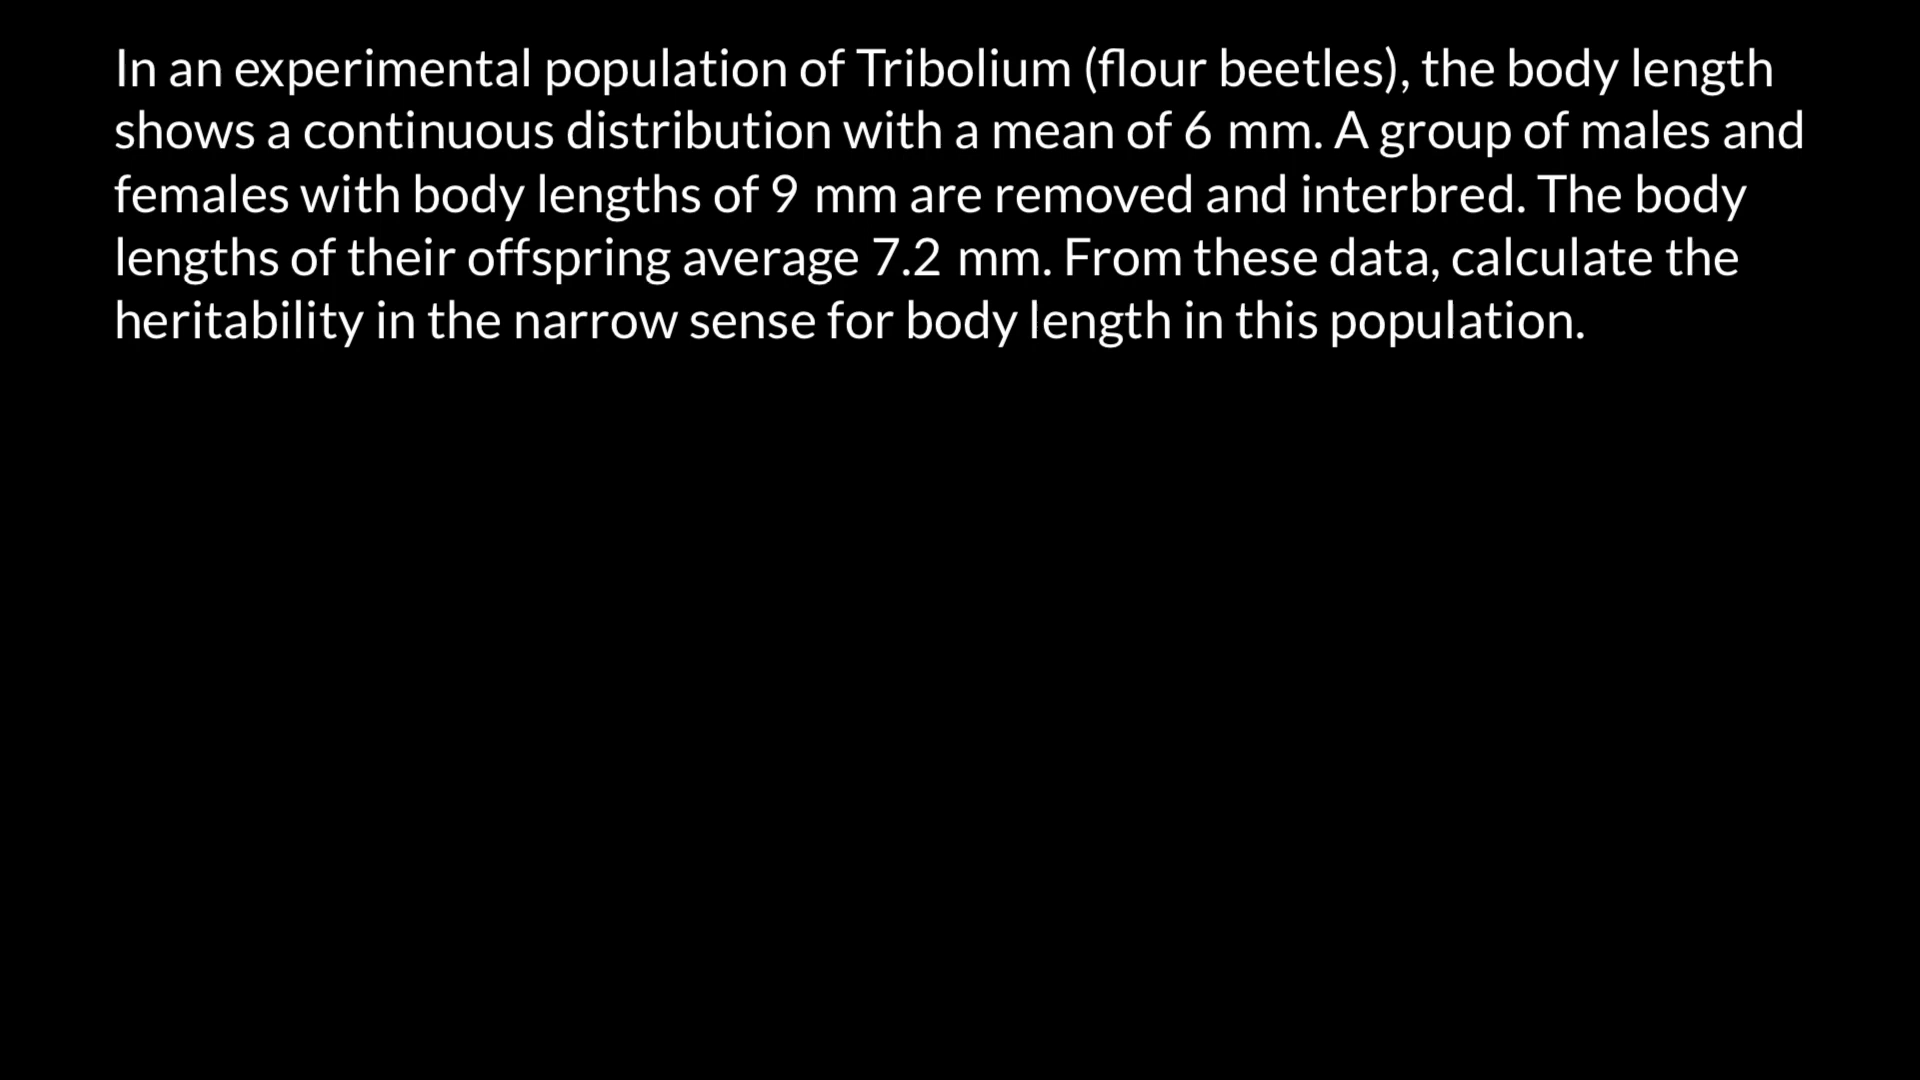 In an experimental population of Tribolium (flour beetles), the body length
shows a continuous distribution with a mean of 6 mm. A group of males and
females with body lengths of 9 mm are removed and interbred. The body
lengths of their offspring average 7.2 mm. From these data, calculate the
heritability in the narrow sense for body length in this population.